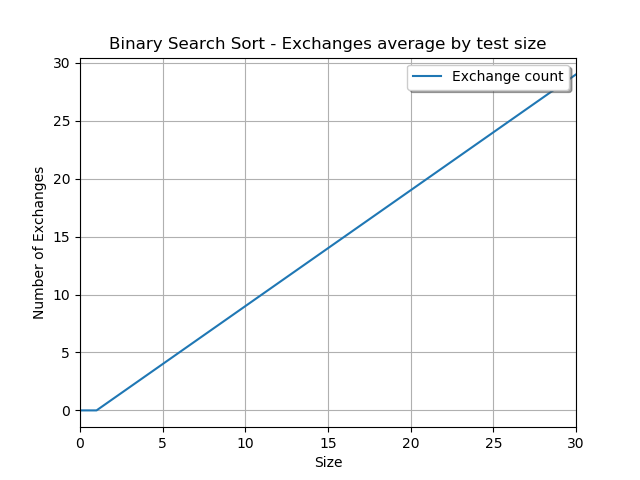 Binary Search Sort - Exchanges average by test size
Exchange count
Number of Exchanges
30
25
20
15
10
5
0
0 5 10 15 20 25 30
Size